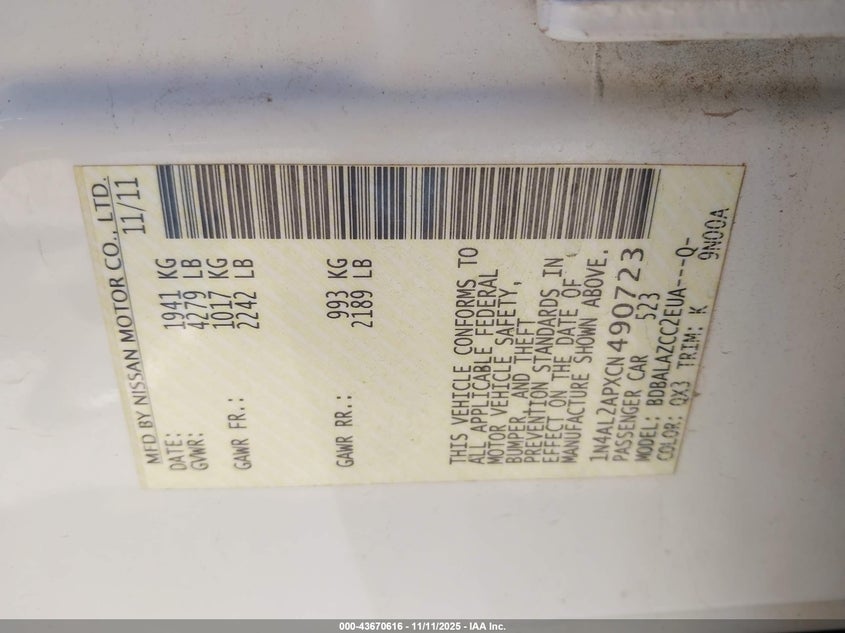 MFD BY NISSAN MOTOR CO., LTD.
DATE: 11/11
GVWR: 1941 KG
4279 LB
GAWR FR.: 1017 KG
2242 LB
GAWR RR.: 993 KG
2189 LB
THIS VEHICLE CONFORMS TO
ALL APPLICABLE FEDERAL
MOTOR VEHICLE SAFETY,
BUMPER, AND THEFT
PREVENTION STANDARDS IN
EFFECT ON THE DATE OF
MANUFACTURE SHOWN ABOVE.
1N4AL2APXCN490723
PASSENGER CAR 523
MODEL: BDBALAZCC2EUA---Q-
COLOR: QX3 TRIM: K 9N00A
000-43670616 - 11/11/2025 - IAA Inc.